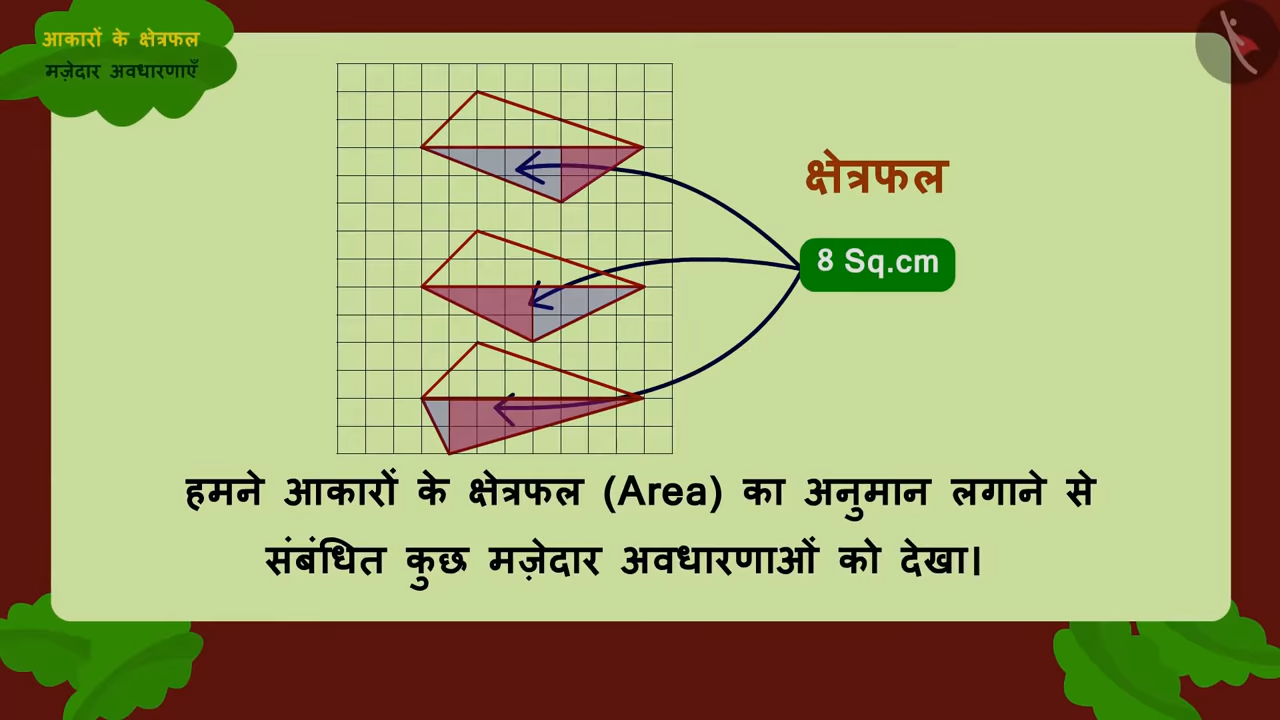 आकारों के क्षेत्रफल
मज़ेदार अवधारणाएँ
क्षेत्रफल
8 Sq.cm
हमने आकारों के क्षेत्रफल (Area) का अनुमान लगाने से
संबंधित कुछ मज़ेदार अवधारणाओं को देखा।